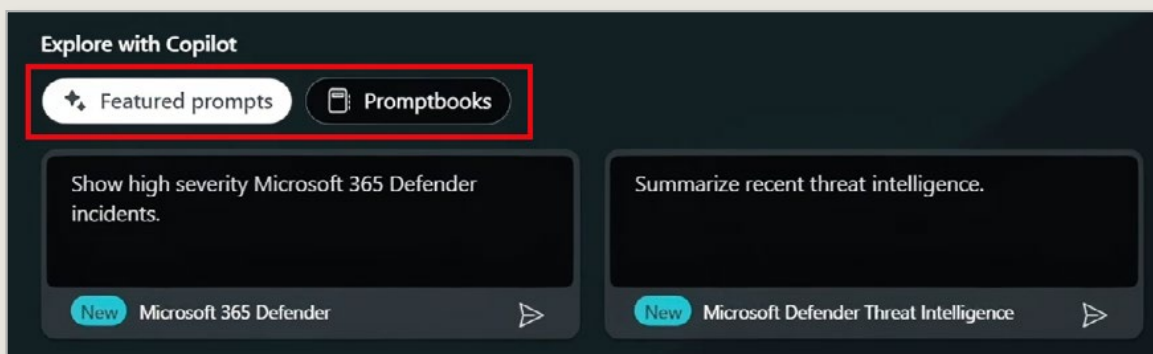 Explore with Copilot
Featured prompts
Promptbooks
Show high severity Microsoft 365 Defender
incidents.
New Microsoft 365 Defender
Summarize recent threat intelligence.
New Microsoft Defender Threat Intelligence